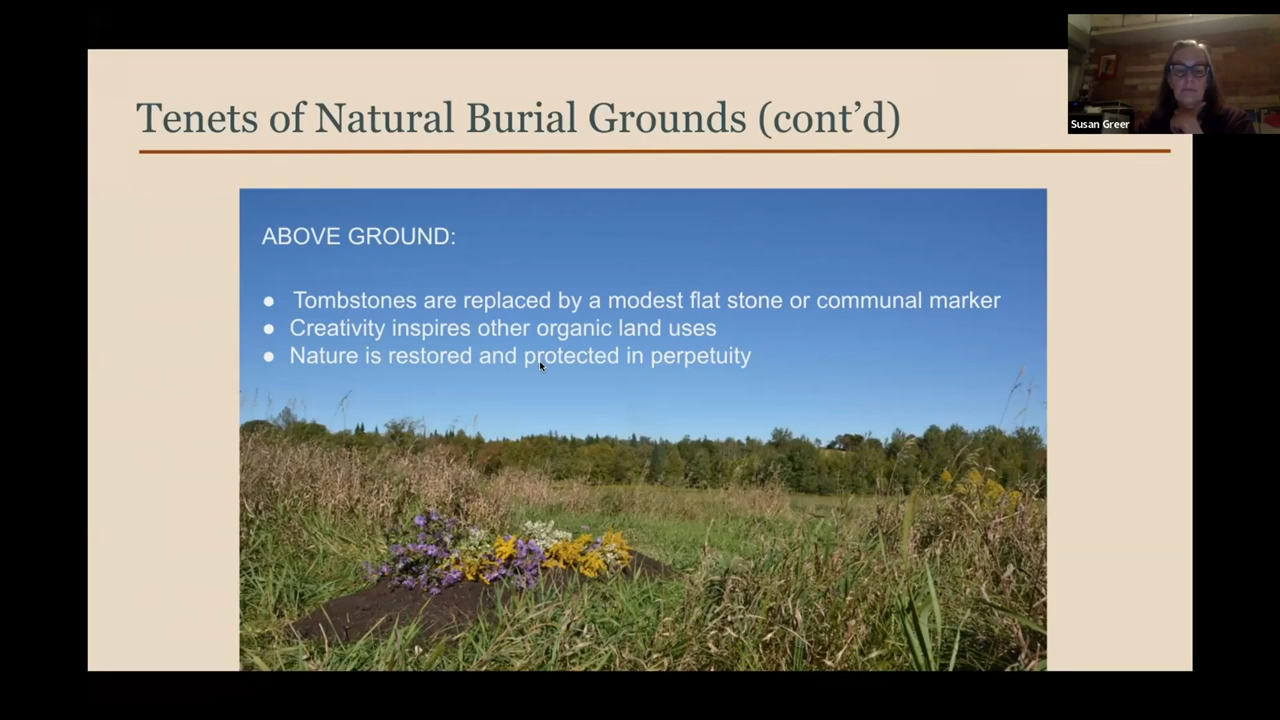 Tenets of Natural Burial Grounds (cont’d)
Susan Greer
ABOVE GROUND:
● Tombstones are replaced by a modest flat stone or communal marker
● Creativity inspires other organic land uses
● Nature is restored and protected in perpetuity